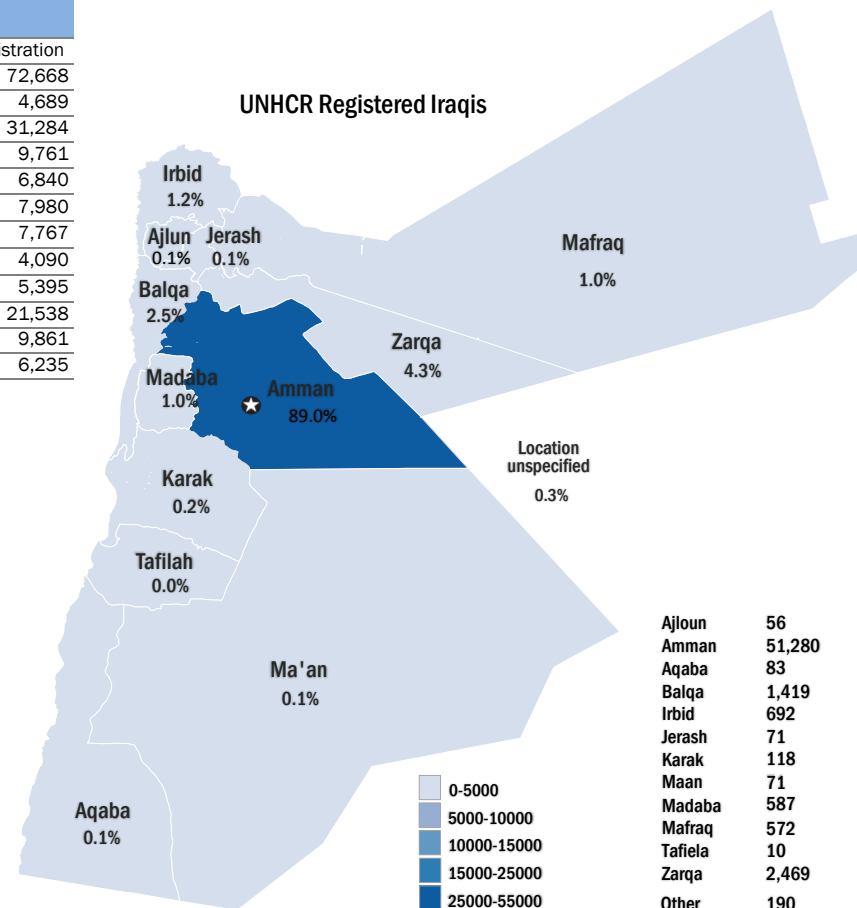 istration
72,668
4,689
31,284
9,761
6,840
7,980
7,767
4,090
5,395
21,538
9,861
6,235
UNHCR Registered Iraqis
Irbid
1.2%
Ajlun
0.1%
Jerash
0.1%
Mafraq
1.0%
Balqa
2.5%
Zarqa
4.3%
Madaba
1.0%
Amman
89.0%
Location
unspecified
0.3%
Karak
0.2%
Tafilah
0.0%
Ma'an
0.1%
Aqaba
0.1%
0-5000
5000-10000
10000-15000
15000-25000
25000-55000
Ajloun 56
Amman 51,280
Aqaba 83
Balqa 1,419
Irbid 692
Jerash 71
Karak 118
Maan 71
Madaba 587
Mafraq 572
Tafiela 10
Zarqa 2,469
Other 190